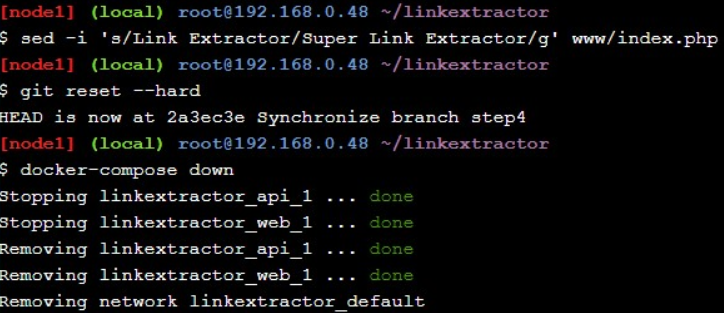 [node1] (local) root@192.168.0.48 ~/linkextractor
$ sed -i 's/Link Extractor/Super Link Extractor/g' www/index.php
[node1] (local) root@192.168.0.48 ~/linkextractor
$ git reset --hard
HEAD is now at 2a3ec3e Synchronize branch step4
[node1] (local) root@192.168.0.48 ~/linkextractor
$ docker-compose down
Stopping linkextractor_api_1 ... done
Stopping linkextractor_web_1 ... done
Removing linkextractor_api_1 ... done
Removing linkextractor_web_1 ... done
Removing network linkextractor_default